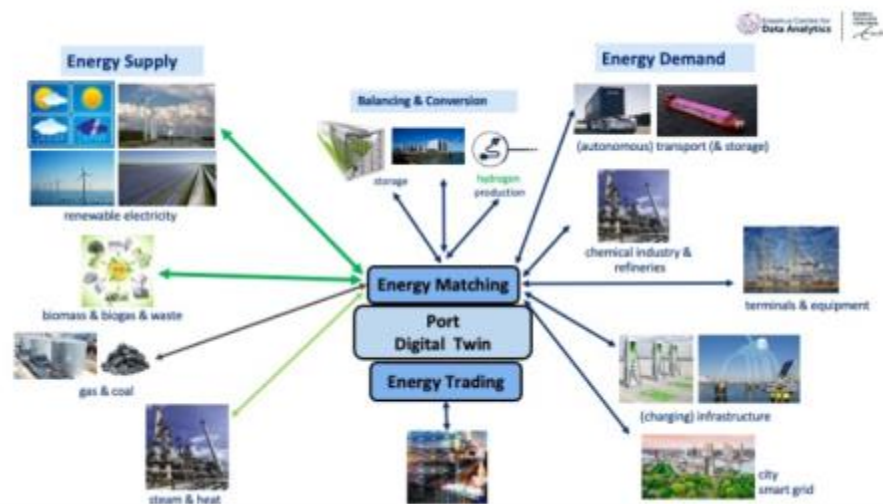 Erasmus Center for
Data Analytics
Energy Supply
Energy Demand
Balancing & Conversion
(autonomous) transport (& storage)
storage
hydrogen
production
renewable electricity
chemical industry &
refineries
Energy Matching
terminals & equipment
biomass & biogas & waste
Port
Digital Twin
gas & coal
Energy Trading
(charging) infrastructure
steam & heat
city
smart grid